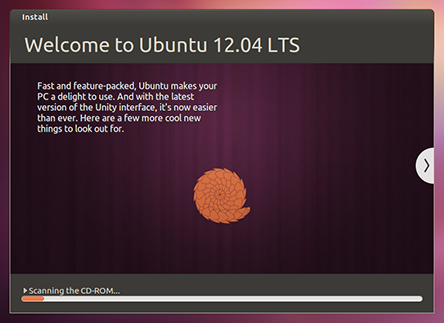 Install
Welcome to Ubuntu 12.04 LTS
Fast and feature-packed, Ubuntu makes your
PC a delight to use. And with the latest
version of the Unity interface, it's now easier
than ever. Here are a few more cool new
things to look out for.
Scanning the CD-ROM...